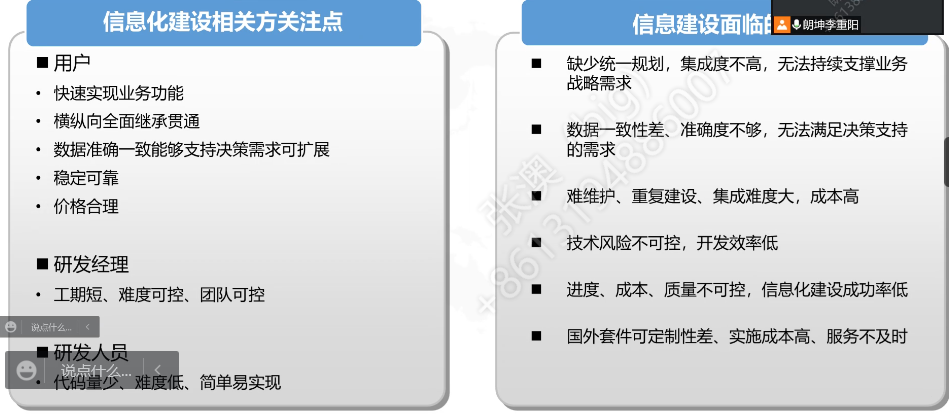 信息化建设相关方关注点
■ 用户
• 快速实现业务功能
• 横纵向全面继承贯通
• 数据准确一致能够支持决策需求可扩展
• 稳定可靠
• 价格合理
■ 研发经理
• 工期短、难度可控、团队可控
■ 研发人员
• 代码量少、难度低、简单易实现
说点什么...
说点什么...
信息建设面临的
朗坤李重阳
■ 缺少统一规划，集成度不高，无法持续支撑业务
战略需求
■ 数据一致性差、准确度不够，无法满足决策支持
的需求
■ 难维护、重复建设、集成难度大，成本高
■ 技术风险不可控，开发效率低
■ 进度、成本、质量不可控，信息化建设成功率低
■ 国外套件可定制性差、实施成本高、服务不及时
张澳 (big)
+8613194886007